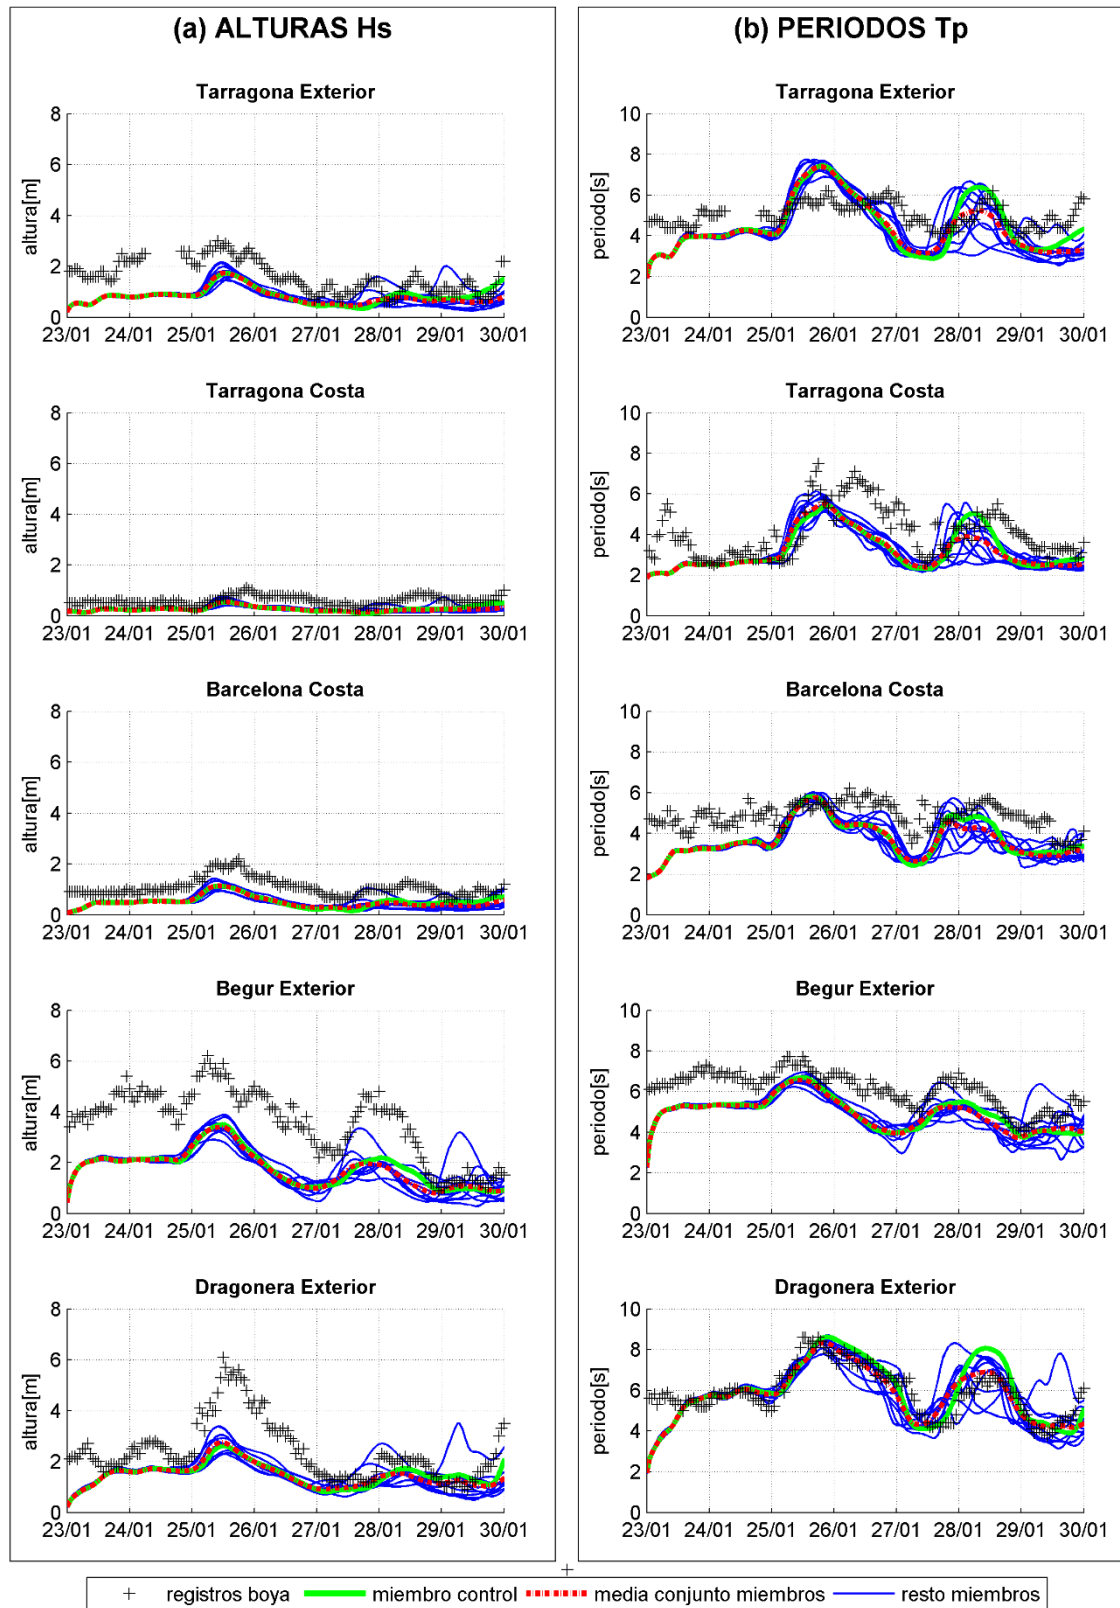 (a) ALTURAS Hs
Tarragona Exterior
altura[m]
8
6
4
2
0
23/01 24/01 25/01 26/01 27/01 28/01 29/01 30/01
Tarragona Costa
altura[m]
8
6
4
2
0
23/01 24/01 25/01 26/01 27/01 28/01 29/01 30/01
Barcelona Costa
altura[m]
8
6
4
2
0
23/01 24/01 25/01 26/01 27/01 28/01 29/01 30/01
Begur Exterior
altura[m]
8
6
4
2
0
23/01 24/01 25/01 26/01 27/01 28/01 29/01 30/01
Dragonera Exterior
altura[m]
8
6
4
2
0
23/01 24/01 25/01 26/01 27/01 28/01 29/01 30/01
(b) PERIODOS Tp
Tarragona Exterior
periodo[s]
10
8
6
4
2
0
23/01 24/01 25/01 26/01 27/01 28/01 29/01 30/01
Tarragona Costa
periodo[s]
10
8
6
4
2
0
23/01 24/01 25/01 26/01 27/01 28/01 29/01 30/01
Barcelona Costa
periodo[s]
10
8
6
4
2
0
23/01 24/01 25/01 26/01 27/01 28/01 29/01 30/01
Begur Exterior
periodo[s]
10
8
6
4
2
0
23/01 24/01 25/01 26/01 27/01 28/01 29/01 30/01
Dragonera Exterior
periodo[s]
10
8
6
4
2
0
23/01 24/01 25/01 26/01 27/01 28/01 29/01 30/01
registros boya miembro control media conjunto miembros resto miembros